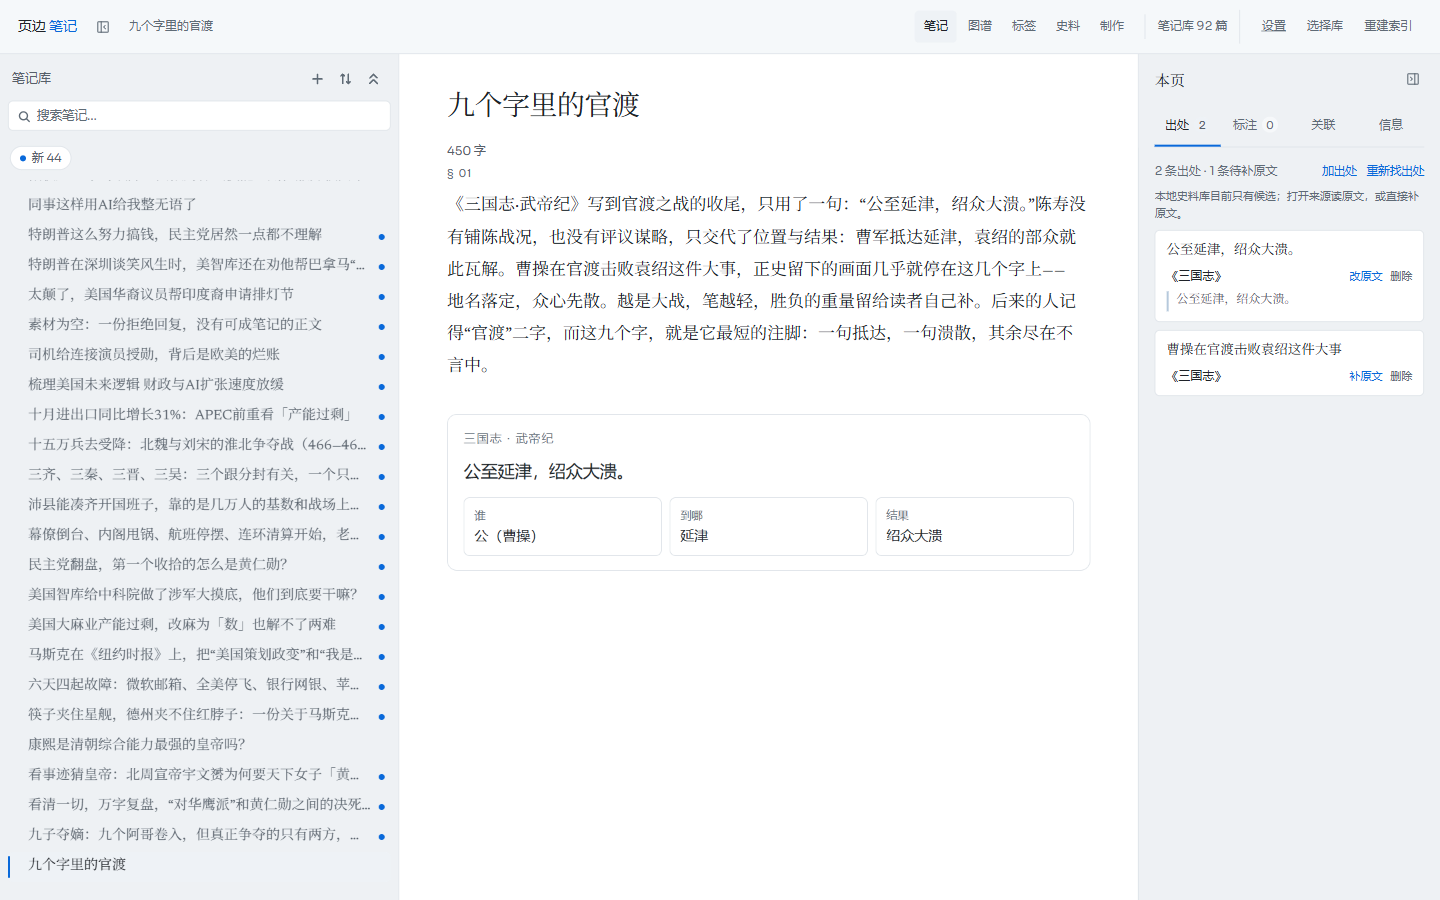 页边 笔记
九个字里的官渡
笔记
图谱
标签
史料
制作
笔记库 92 篇
设置
选择库
重建索引
笔记库
搜索笔记...
新 44
同事这样用AI给我整无语了
特朗普这么努力搞钱，民主党居然一点都不理解
特朗普在深圳谈笑风生时，美智库还在劝他帮巴拿马“...
太颠了，美国华裔议员帮印度裔申请排灯节
素材为空：一份拒绝回复，没有可成笔记的正文
司机给连接演员授勋，背后是欧美的烂账
梳理美国未来逻辑 财政与AI扩张速度放缓
十月进出口同比增长31%：APEC前重看「产能过剩」
十五万兵去受降：北魏与刘宋的淮北争夺战（466–46...
三齐、三秦、三晋、三吴：三个跟分封有关，一个只...
沛县能凑齐开国班子，靠的是几万人的基数和战场上...
幕僚倒台、内阁甩锅、航班停摆、连环清算开始，老...
民主党翻盘，第一个收拾的怎么是黄仁勋？
美国智库给中科院做了涉军大摸底，他们到底要干嘛？
美国大麻业产能过剩，改麻为「数」也解不了两难
马斯克在《纽约时报》上，把“美国策划政变”和“我是...
六天四起故障：微软邮箱、全美停飞、银行网银、苹...
筷子夹住星舰，德州夹不住红脖子：一份关于马斯克...
康熙是清朝综合能力最强的皇帝吗？
看事迹猜皇帝：北周宣帝宇文赟为何要天下女子「黄...
看清一切，万字复盘，“对华鹰派”和黄仁勋之间的决死...
九子夺嫡：九个阿哥卷入，但真正争夺的只有两方，...
九个字里的官渡
九个字里的官渡
450 字
§ 01
《三国志·武帝纪》写到官渡之战的收尾，只用了一句：“公至延津，绍众大溃。”陈寿没
有铺陈战况，也没有评议谋略，只交代了位置与结果：曹军抵达延津，袁绍的部众就
此瓦解。曹操在官渡击败袁绍这件大事，正史留下的画面几乎就停在这几个字上——
地名落定，众心先散。越是大战，笔越轻，胜负的重量留给读者自己补。后来的人记
得“官渡”二字，而这九个字，就是它最短的注脚：一句抵达，一句溃散，其余尽在不
言中。
三国志 · 武帝纪
公至延津，绍众大溃。
谁
公（曹操）
到哪
延津
结果
绍众大溃
本页
出处 2
标注 0
关联
信息
2 条出处 · 1 条待补原文
加出处
重新找出处
本地史料库目前只有候选；打开来源读原文，或直接补
原文。
公至延津，绍众大溃。
《三国志》
改原文
删除
公至延津，绍众大溃。
曹操在官渡击败袁绍这件大事
《三国志》
补原文
删除